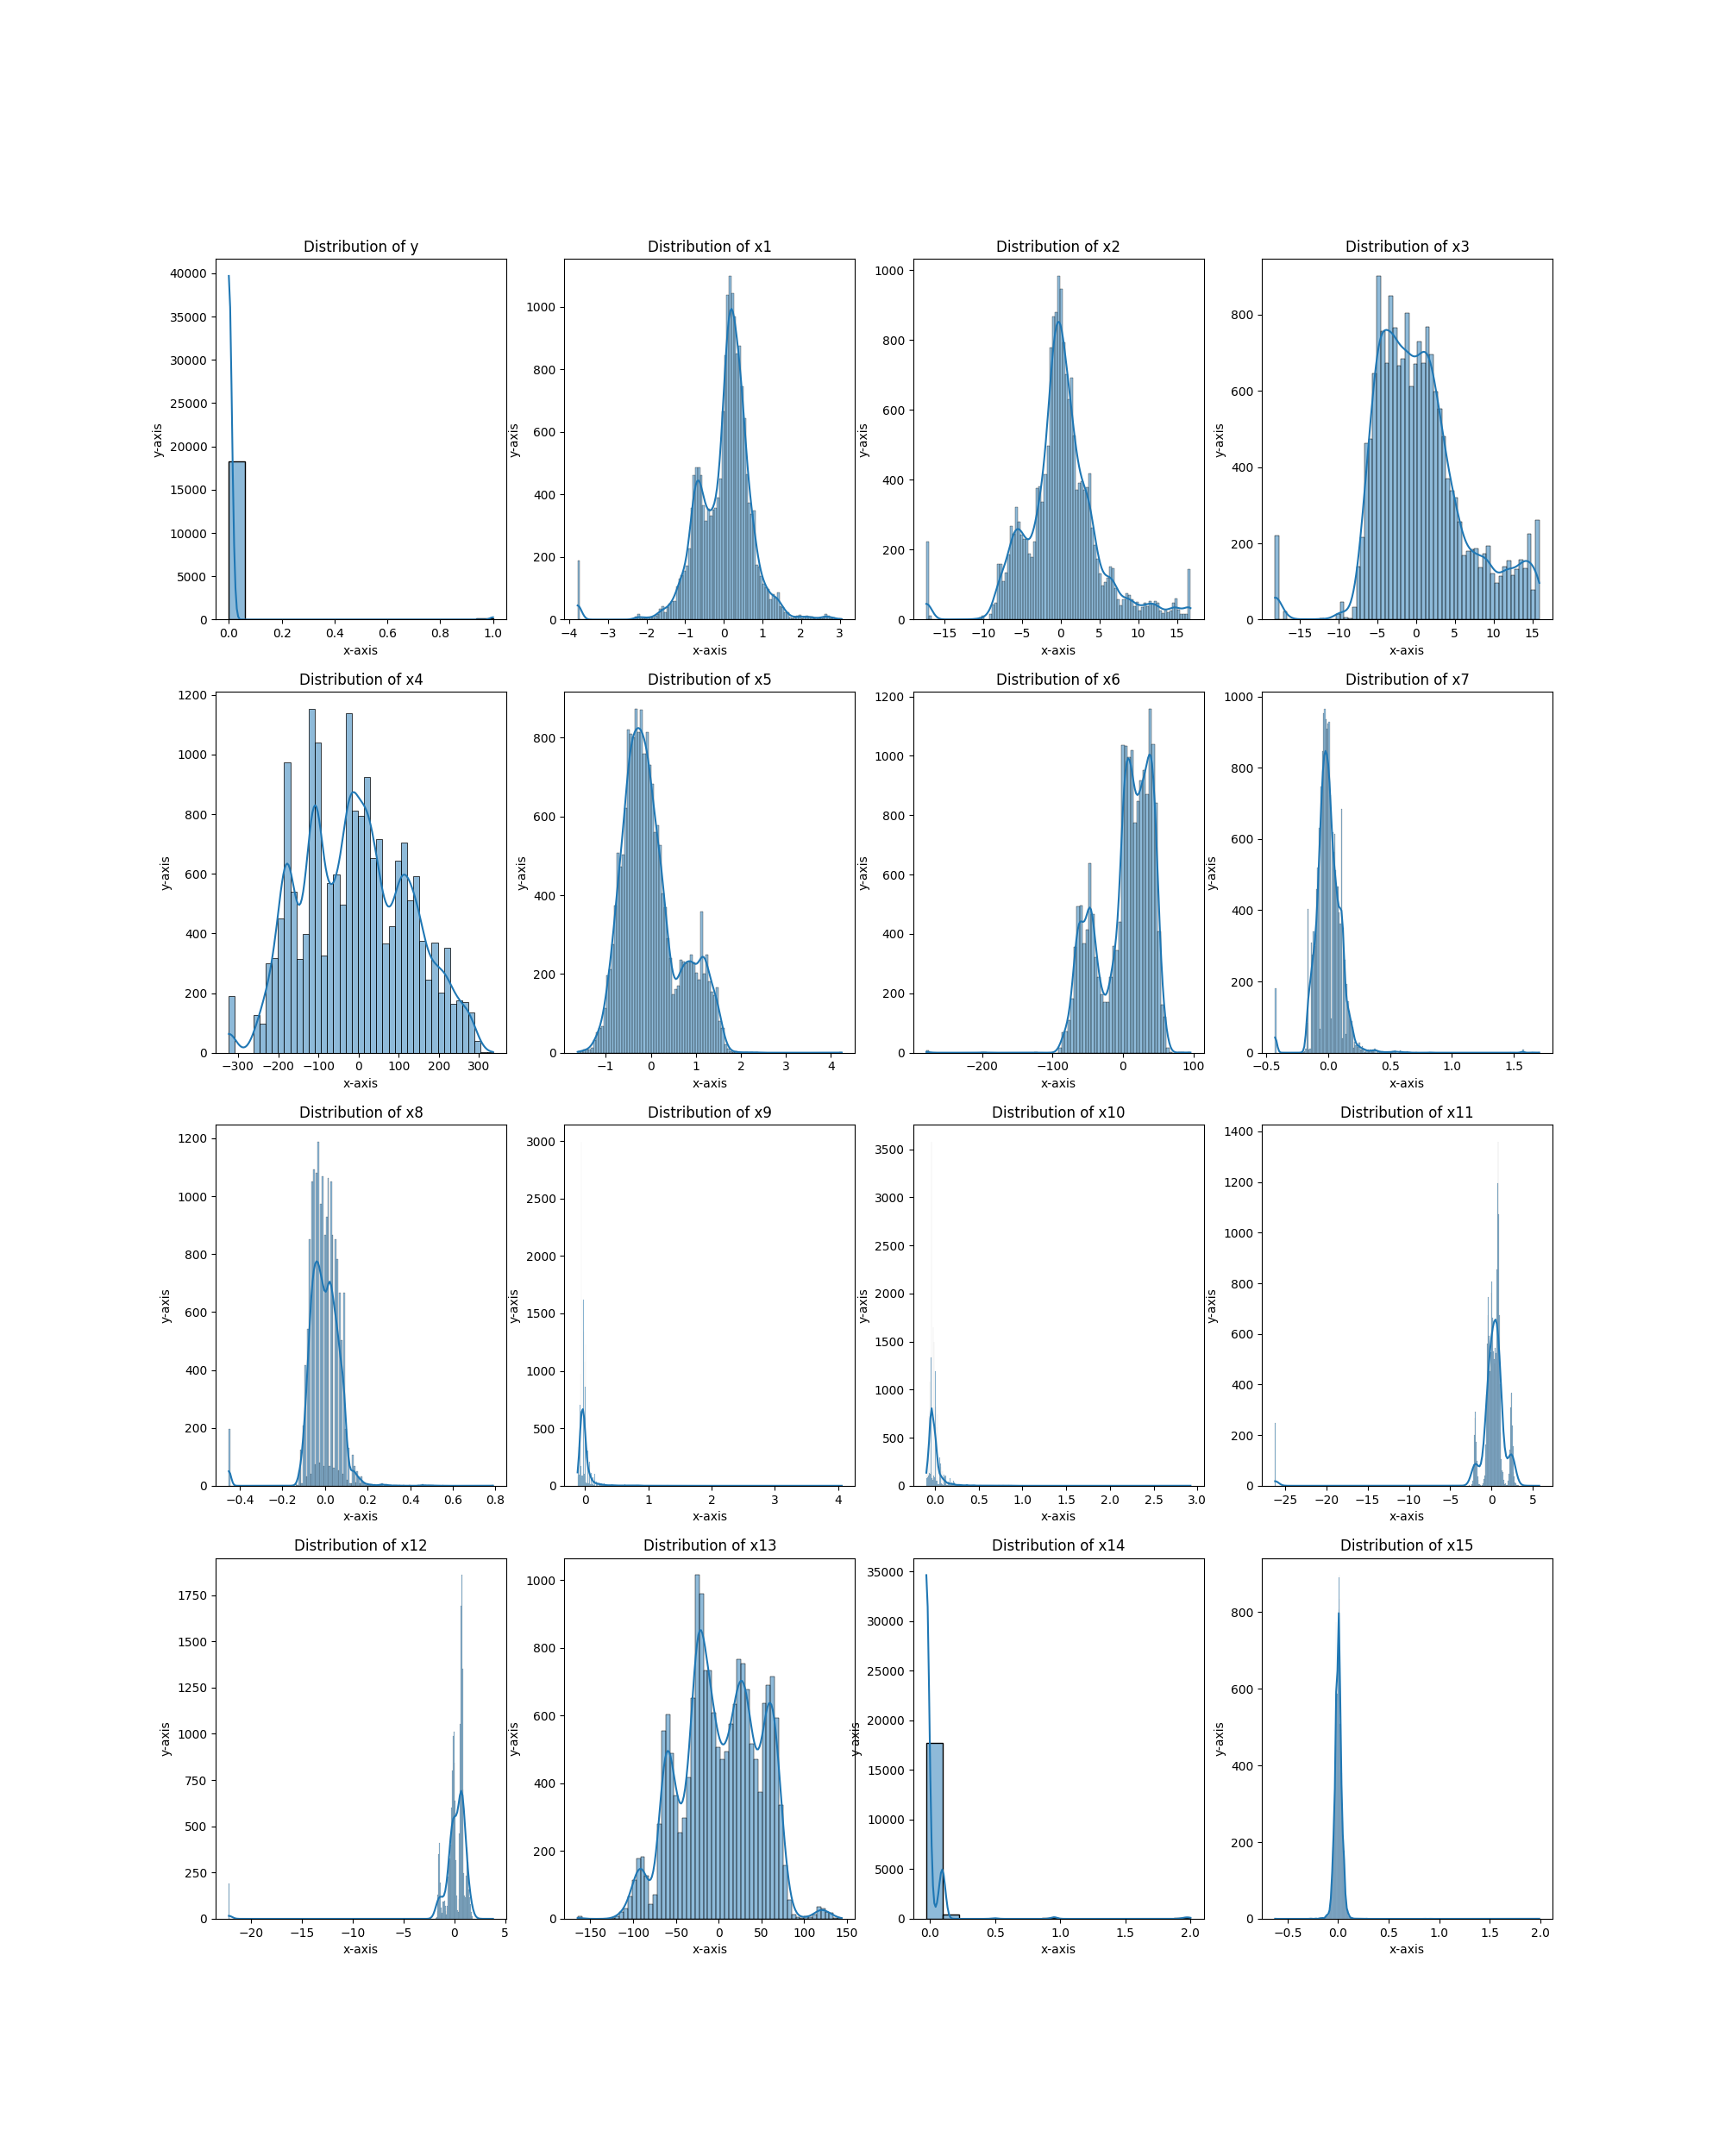 Distribution of y
Distribution of x1
Distribution of x2
Distribution of x3
40000
35000
30000
25000
20000
15000
10000
5000
0
y-axis
0.0 0.2 0.4 0.6 0.8 1.0
x-axis
1000
800
600
400
200
0
y-axis
−4 −3 −2 −1 0 1 2 3
x-axis
1000
800
600
400
200
0
y-axis
−15 −10 −5 0 5 10 15
x-axis
800
600
400
200
0
y-axis
−15 −10 −5 0 5 10 15
x-axis
Distribution of x4
Distribution of x5
Distribution of x6
Distribution of x7
1200
1000
800
600
400
200
0
y-axis
−300 −200 −100 0 100 200 300
x-axis
800
600
400
200
0
y-axis
−1 0 1 2 3 4
x-axis
1200
1000
800
600
400
200
0
y-axis
−200 −100 0 100
x-axis
1000
800
600
400
200
0
y-axis
−0.5 0.0 0.5 1.0 1.5
x-axis
Distribution of x8
Distribution of x9
Distribution of x10
Distribution of x11
1200
1000
800
600
400
200
0
y-axis
−0.4 −0.2 0.0 0.2 0.4 0.6 0.8
x-axis
3000
2500
2000
1500
1000
500
0
y-axis
0 1 2 3 4
x-axis
3500
3000
2500
2000
1500
1000
500
0
y-axis
0.0 0.5 1.0 1.5 2.0 2.5 3.0
x-axis
1400
1200
1000
800
600
400
200
0
y-axis
−25 −20 −15 −10 −5 0 5
x-axis
Distribution of x12
Distribution of x13
Distribution of x14
Distribution of x15
1750
1500
1250
1000
750
500
250
0
y-axis
−20 −15 −10 −5 0 5
x-axis
1000
800
600
400
200
0
y-axis
−150 −100 −50 0 50 100 150
x-axis
35000
30000
25000
20000
15000
10000
5000
0
y-axis
0.0 0.5 1.0 1.5 2.0
x-axis
800
600
400
200
0
y-axis
−0.5 0.0 0.5 1.0 1.5 2.0
x-axis